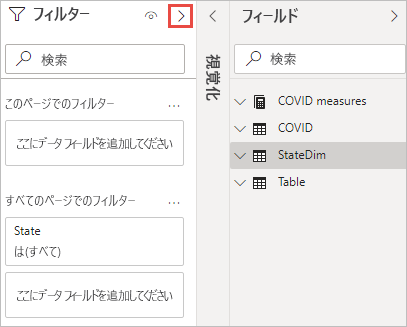 フィルター
検索
このページでのフィルター
...
ここにデータ フィールドを追加してください
すべてのページでのフィルター
...
State
は (すべて)
ここにデータ フィールドを追加してください
視覚化
フィールド
検索
COVID measures
COVID
StateDim
Table